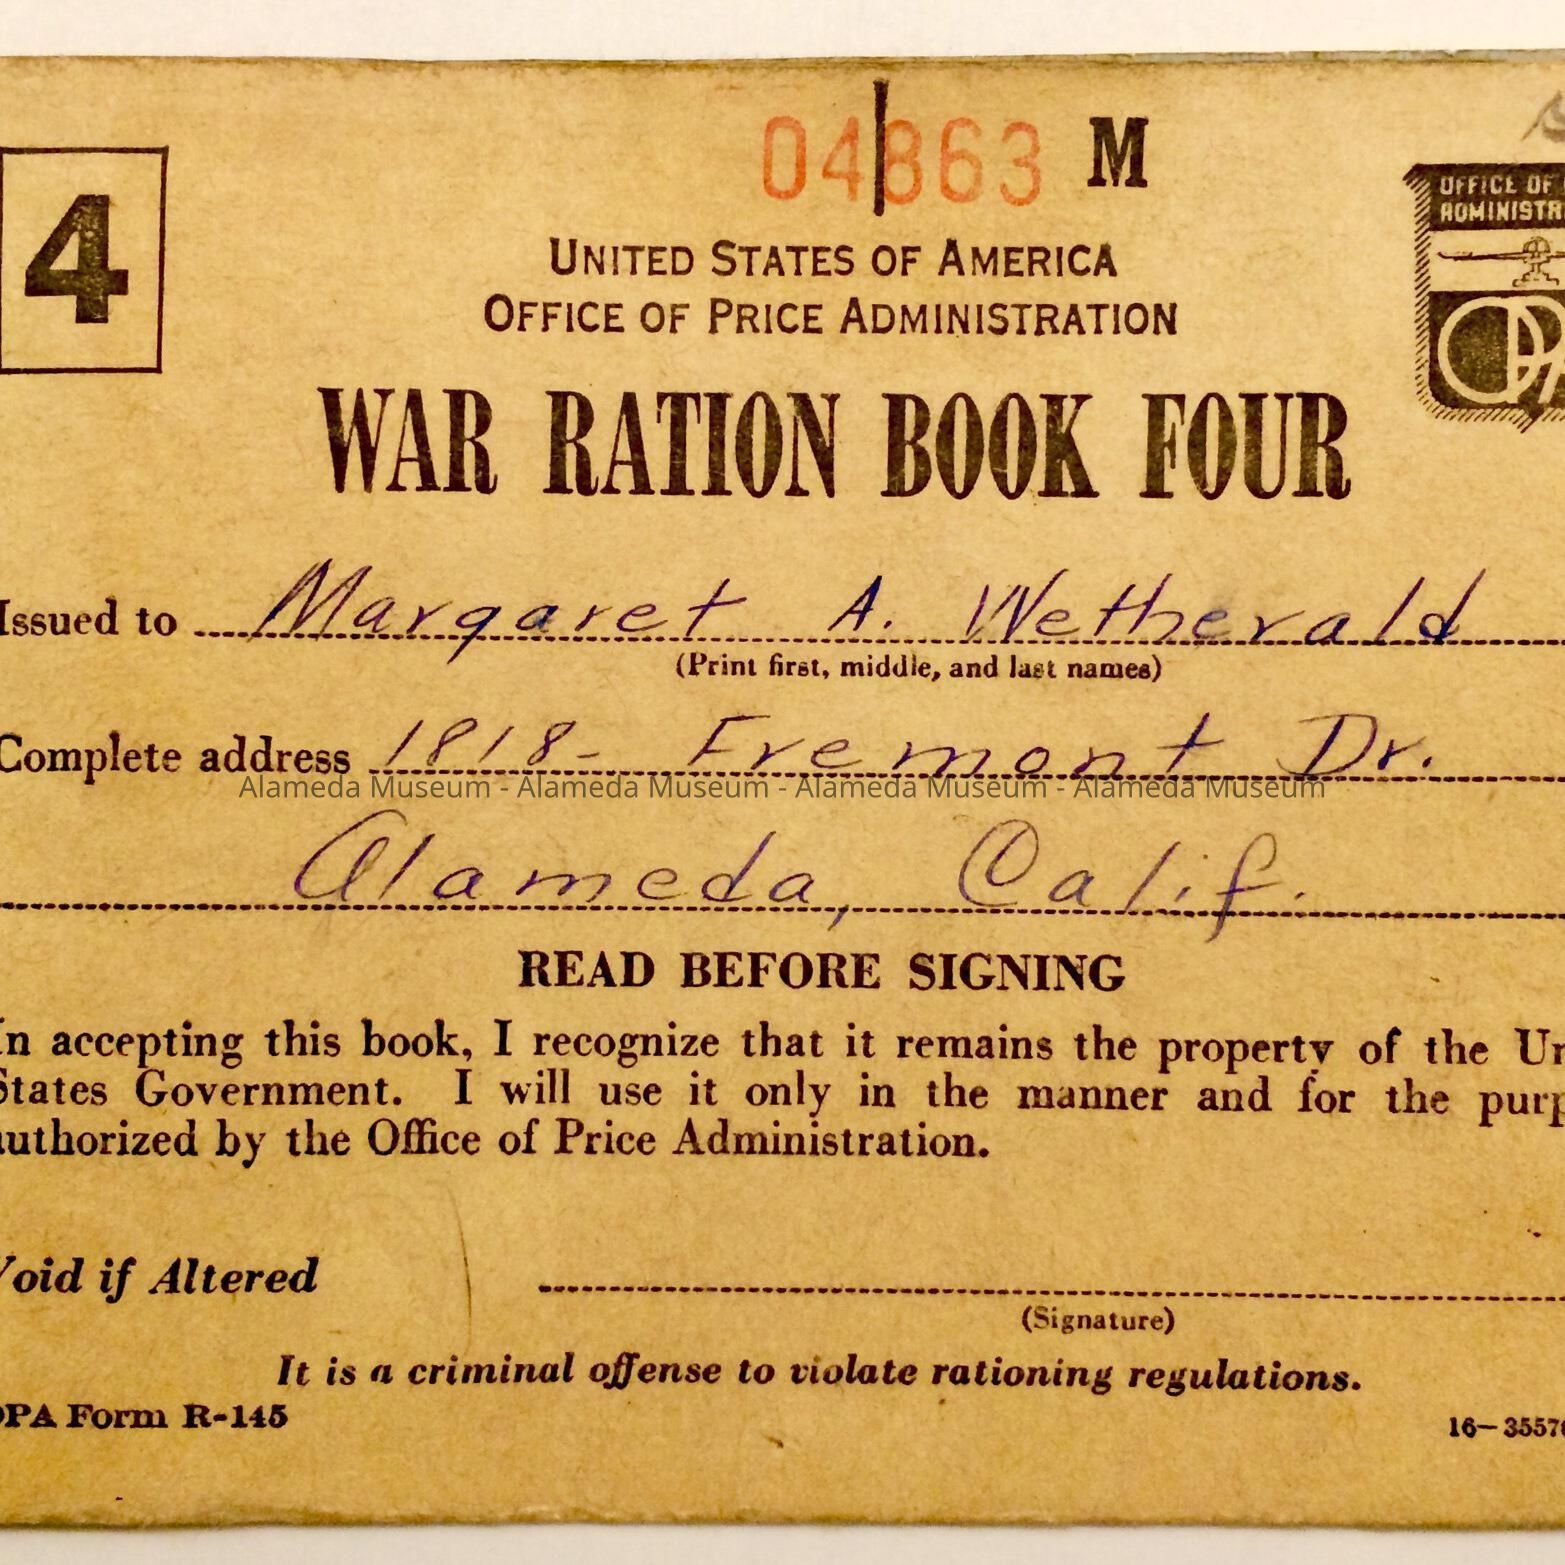 04863 M
4
OFFICE OF
ADMINISTR
UNITED STATES OF AMERICA
OFFICE OF PRICE ADMINISTRATION
OPA
WAR RATION BOOK FOUR
Issued to Margaret A. Wetherald
(Print first, middle, and last names)
Complete address 1818- Fremont Dr.
Alameda Museum - Alameda Museum - Alameda Museum - Alameda Museum
Alameda, Calif.
READ BEFORE SIGNING
In accepting this book, I recognize that it remains the property of the Un
States Government. I will use it only in the manner and for the purp
authorized by the Office of Price Administration.
Void if Altered
(Signature)
It is a criminal offense to violate rationing regulations.
OPA Form R-145
16—3557